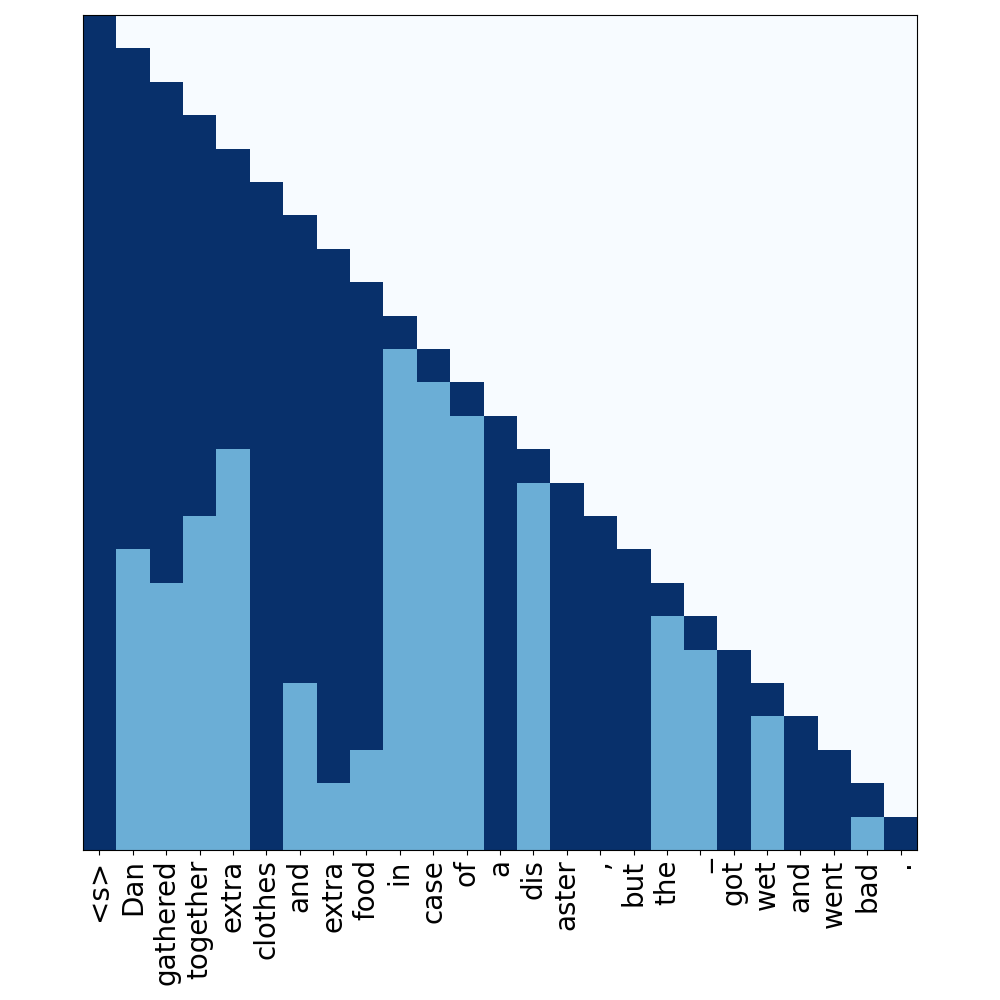 <s>
Dan
gathered
together
extra
clothes
and
extra
food
in
case
of
a
dis
aster
,
but
the
_
got
wet
and
went
bad
.